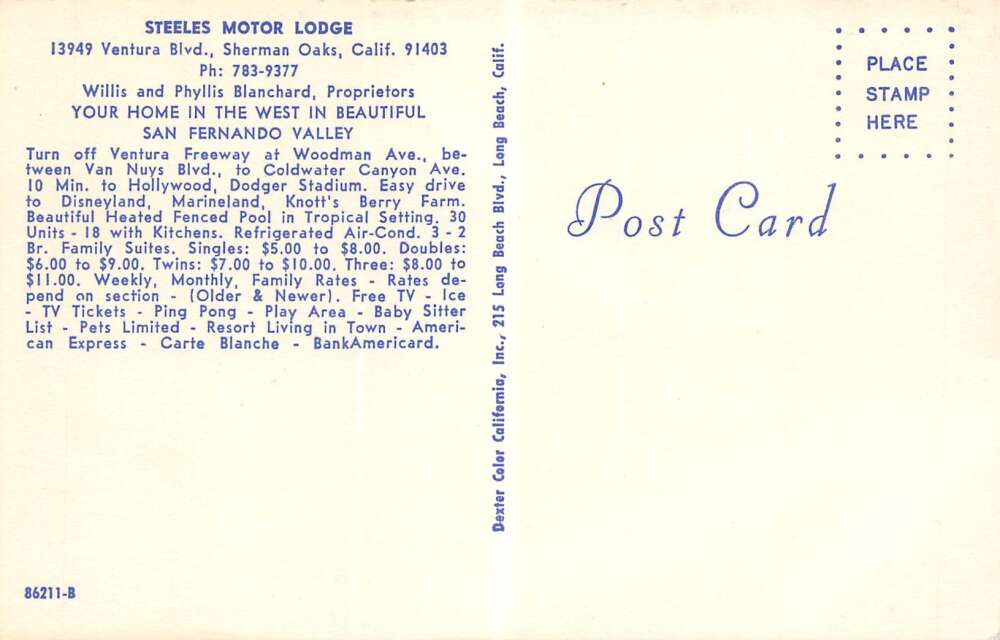 STEELES MOTOR LODGE
13949 Ventura Blvd., Sherman Oaks, Calif. 91403
Ph: 783-9377
Willis and Phyllis Blanchard, Proprietors
YOUR HOME IN THE WEST IN BEAUTIFUL
SAN FERNANDO VALLEY
Turn off Ventura Freeway at Woodman Ave., be-
tween Van Nuys Blvd., to Coldwater Canyon Ave.
10 Min. to Hollywood, Dodger Stadium. Easy drive
to Disneyland, Marineland, Knott's Berry Farm.
Beautiful Heated Fenced Pool in Tropical Setting. 30
Units - 18 with Kitchens. Refrigerated Air-Cond. 3 - 2
Br. Family Suites. Singles: $5.00 to $8.00. Doubles:
$6.00 to $9.00. Twins: $7.00 to $10.00. Three: $8.00 to
$11.00. Weekly, Monthly, Family Rates - Rates de-
pend on section - (Older & Newer). Free TV - Ice
- TV Tickets - Ping Pong - Play Area - Baby Sitter
List - Pets Limited - Resort Living in Town - Ameri-
can Express - Carte Blanche - BankAmericard.
86211-B
Dexter Color California, Inc., 215 Long Beach Blvd., Long Beach, Calif.
PLACE
STAMP
HERE
Post Card